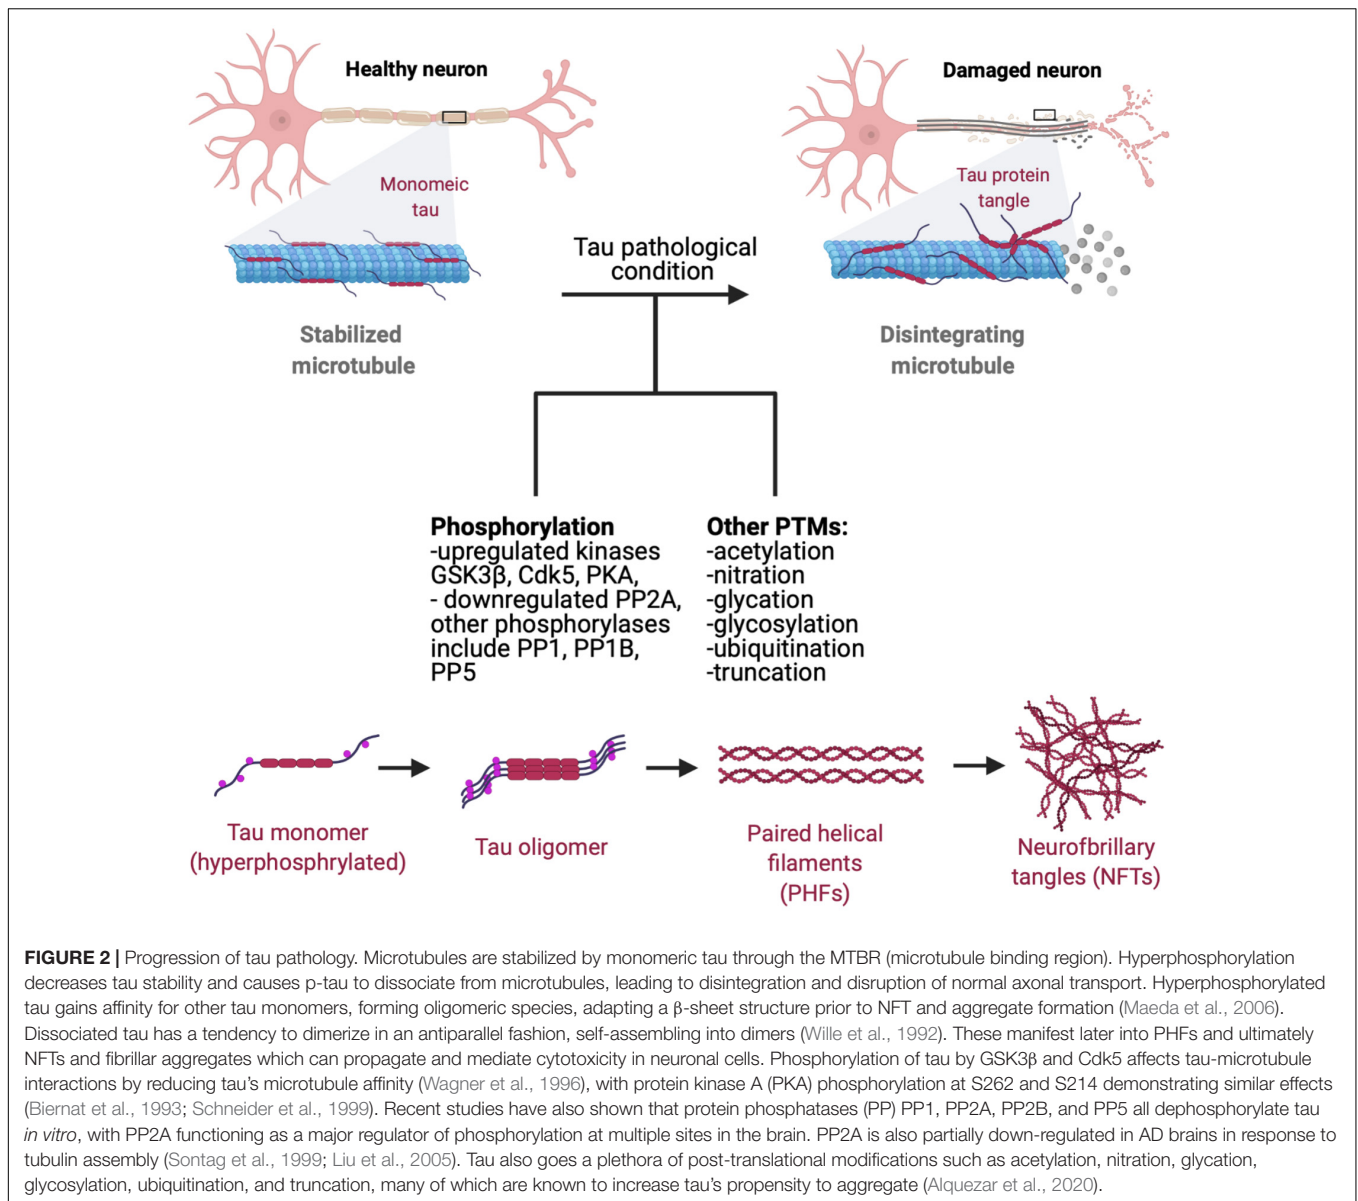 Healthy neuron
Damaged neuron
Monomeic
tau
Tau protein
tangle
Tau pathological
condition
Stabilized
microtubule
Disintegrating
microtubule
Phosphorylation
-upregulated kinases
GSK3β, Cdk5, PKA,
- downregulated PP2A,
other phosphorylases
include PP1, PP1B,
PP5
Other PTMs:
-acetylation
-nitration
-glycation
-glycosylation
-ubiquitination
-truncation
Tau monomer
(hyperphosphrylated)
Tau oligomer
Paired helical
filaments
(PHFs)
Neurofbrillary
tangles (NFTs)
FIGURE 2 | Progression of tau pathology. Microtubules are stabilized by monomeric tau through the MTBR (microtubule binding region). Hyperphosphorylation
decreases tau stability and causes p-tau to dissociate from microtubules, leading to disintegration and disruption of normal axonal transport. Hyperphosphorylated
tau gains affinity for other tau monomers, forming oligomeric species, adapting a β-sheet structure prior to NFT and aggregate formation (Maeda et al., 2006).
Dissociated tau has a tendency to dimerize in an antiparallel fashion, self-assembling into dimers (Wille et al., 1992). These manifest later into PHFs and ultimately
NFTs and fibrillar aggregates which can propagate and mediate cytotoxicity in neuronal cells. Phosphorylation of tau by GSK3β and Cdk5 affects tau-microtubule
interactions by reducing tau's microtubule affinity (Wagner et al., 1996), with protein kinase A (PKA) phosphorylation at S262 and S214 demonstrating similar effects
(Biernat et al., 1993; Schneider et al., 1999). Recent studies have also shown that protein phosphatases (PP) PP1, PP2A, PP2B, and PP5 all dephosphorylate tau
in vitro, with PP2A functioning as a major regulator of phosphorylation at multiple sites in the brain. PP2A is also partially down-regulated in AD brains in response to
tubulin assembly (Sontag et al., 1999; Liu et al., 2005). Tau also goes a plethora of post-translational modifications such as acetylation, nitration, glycation,
glycosylation, ubiquitination, and truncation, many of which are known to increase tau's propensity to aggregate (Alquezar et al., 2020).